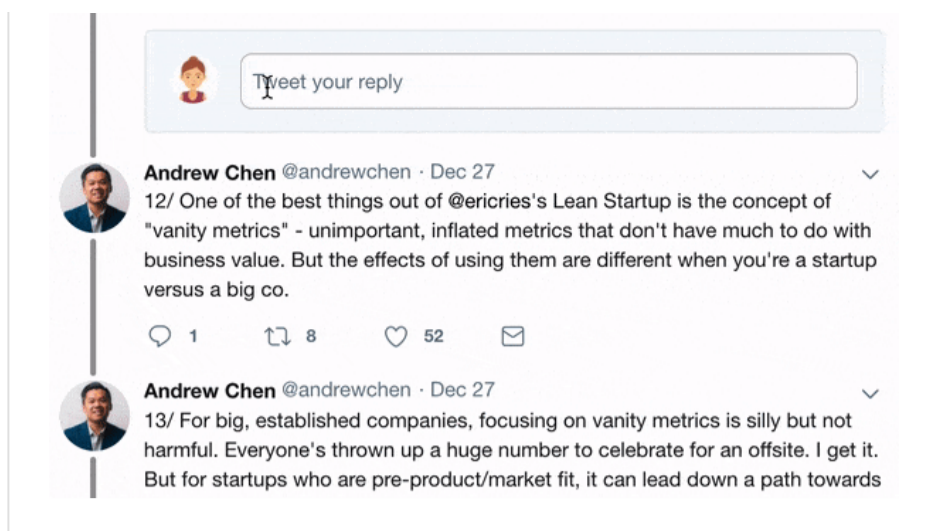 Tweet your reply
Andrew Chen @andrewchen · Dec 27
12/ One of the best things out of @ericries's Lean Startup is the concept of
"vanity metrics" - unimportant, inflated metrics that don't have much to do with
business value. But the effects of using them are different when you're a startup
versus a big co.
1 8 52
Andrew Chen @andrewchen · Dec 27
13/ For big, established companies, focusing on vanity metrics is silly but not
harmful. Everyone's thrown up a huge number to celebrate for an offsite. I get it.
But for startups who are pre-product/market fit, it can lead down a path towards